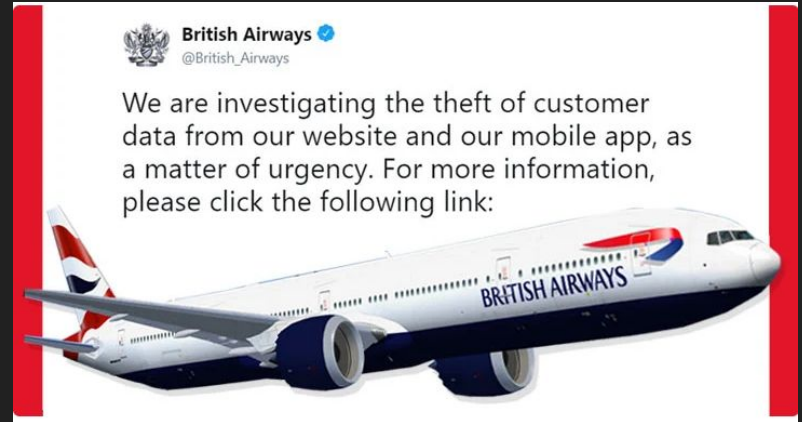 British Airways
@British_Airways
We are investigating the theft of customer
data from our website and our mobile app, as
a matter of urgency. For more information,
please click the following link:
BRITISH AIRWAYS